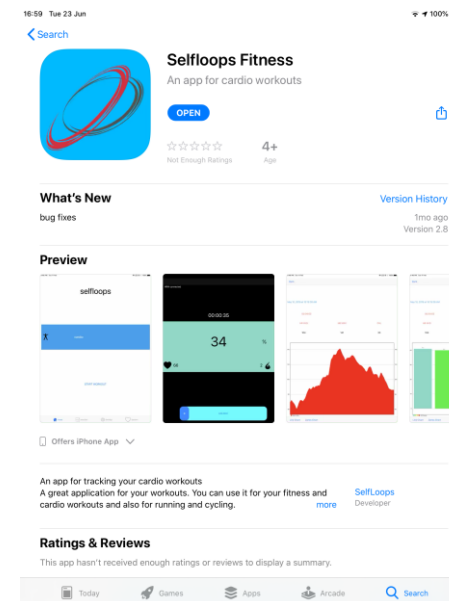 16:59 Tue 23 Jun
100%
Search
Selfloops Fitness
An app for cardio workouts
OPEN
Not Enough Ratings
4+
Age
What's New
Version History
bug fixes
1mo ago
Version 2.8
Preview
selfloops
START WORKOUT
00:00:26
34
%
Offers iPhone App
An app for tracking your cardio workouts
A great application for your workouts. You can use it for your fitness and
cardio workouts and also for running and cycling.
more
SelfLoops
Developer
Ratings & Reviews
This app hasn't received enough ratings or reviews to display a summary.
Today
Games
Apps
Arcade
Search